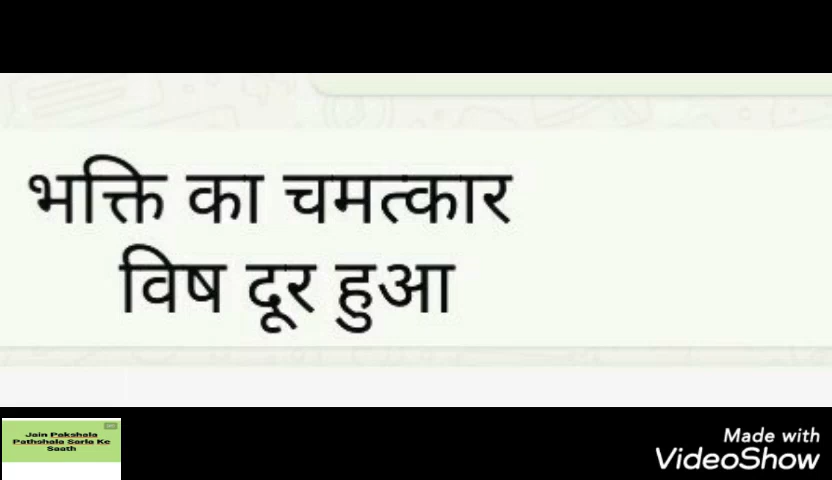 भक्ति का चमत्कार
विष दूर हुआ
Jain Pakshala
Pathshala Sarla Ke
Saath
Made with
VideoShow